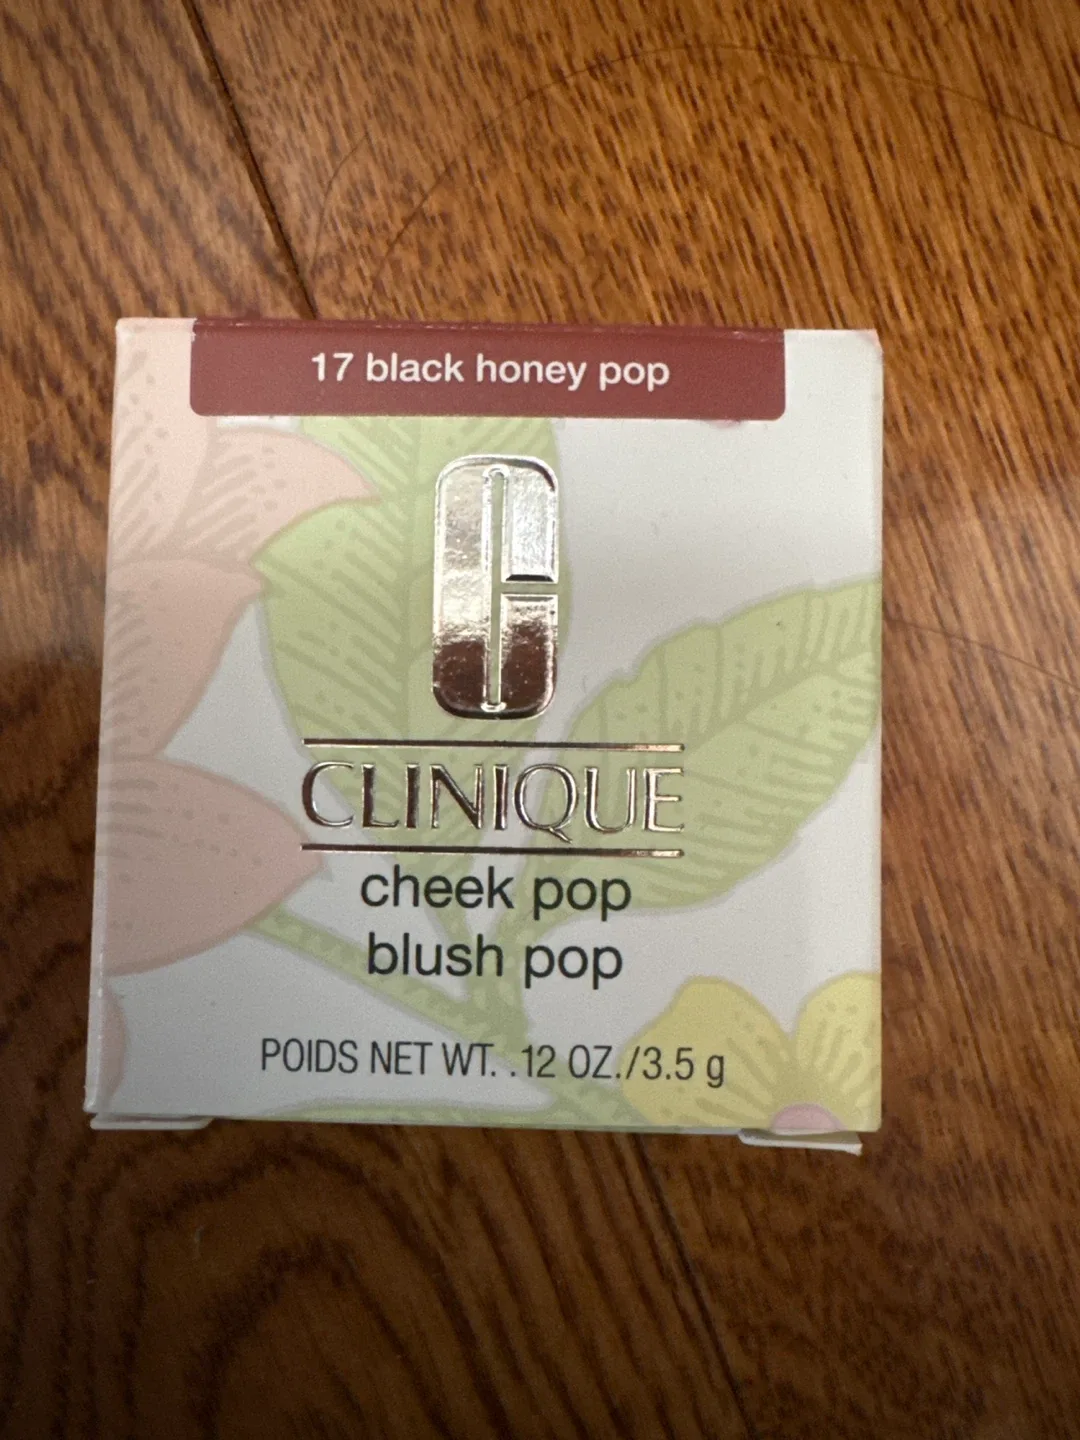 17 black honey pop
CLINIQUE
cheek pop
blush pop
POIDS NET WT. .12 OZ./3.5 g